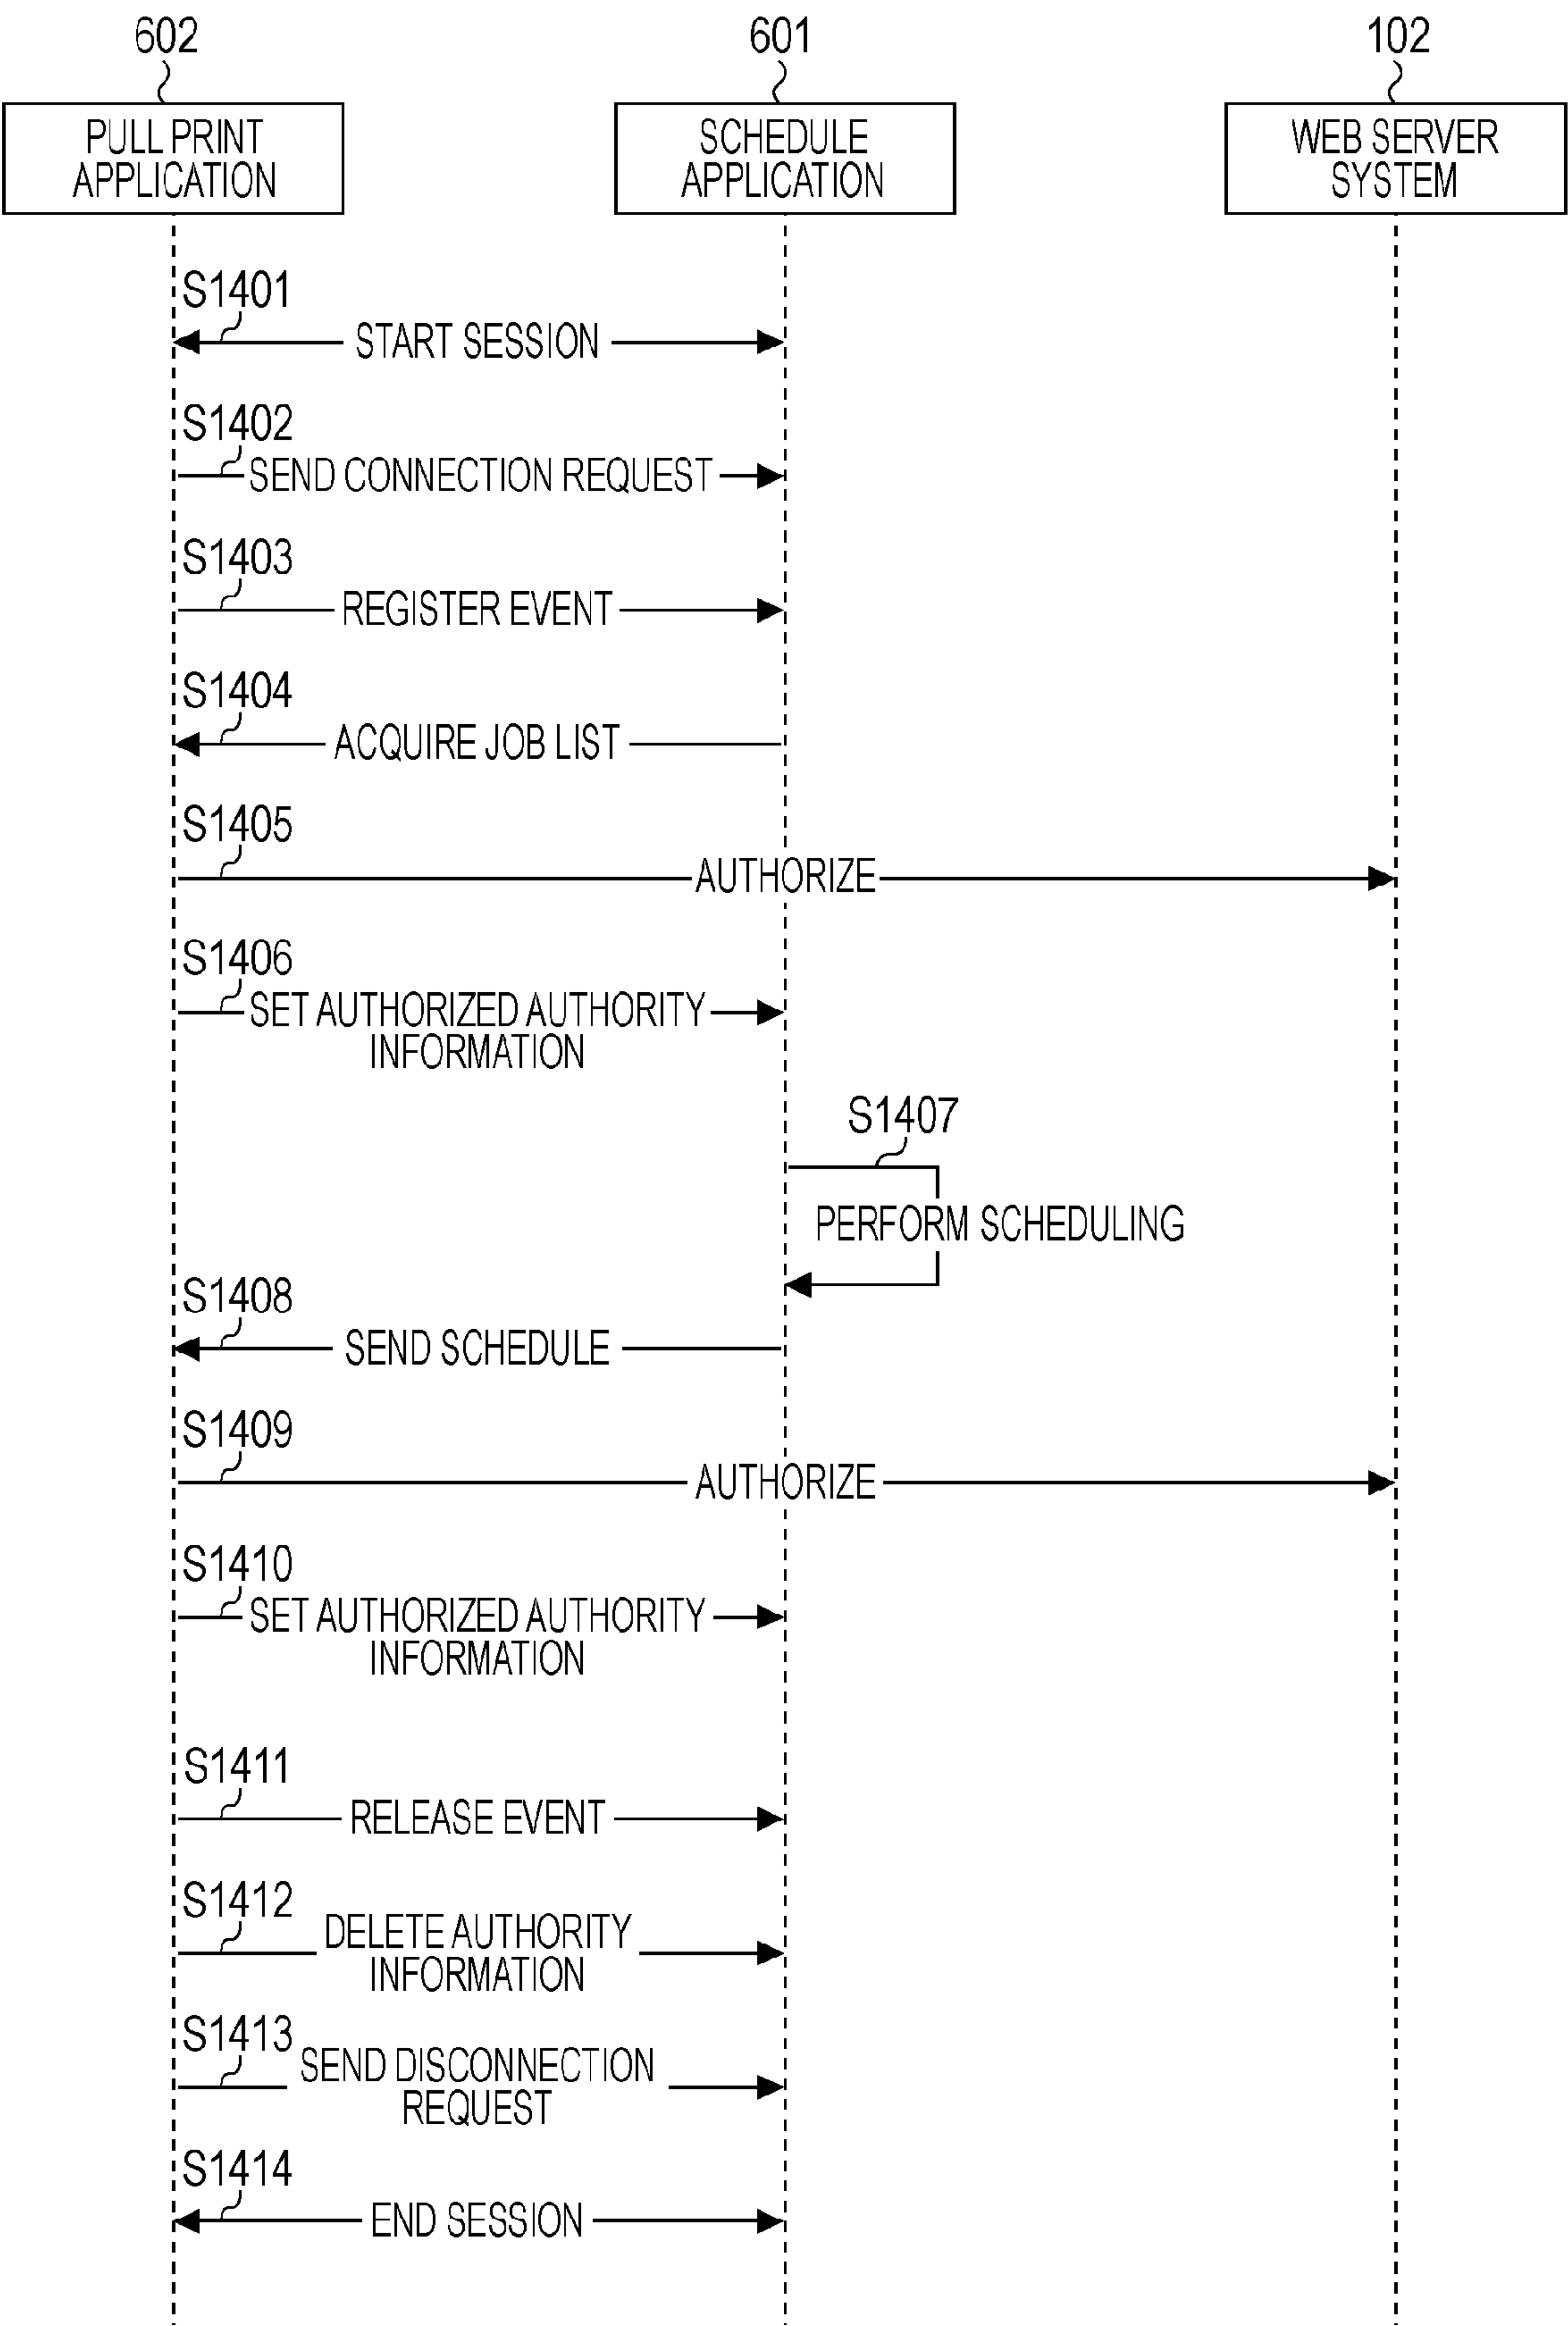 602
601
102
PULL PRINT
APPLICATION
SCHEDULE
APPLICATION
WEB SERVER
SYSTEM
S1401
START SESSION
S1402
SEND CONNECTION REQUEST
S1403
REGISTER EVENT
S1404
ACQUIRE JOB LIST
S1405
AUTHORIZE
S1406
SET AUTHORIZED AUTHORITY
INFORMATION
S1407
PERFORM SCHEDULING
S1408
SEND SCHEDULE
S1409
AUTHORIZE
S1410
SET AUTHORIZED AUTHORITY
INFORMATION
S1411
RELEASE EVENT
S1412
DELETE AUTHORITY
INFORMATION
S1413
SEND DISCONNECTION
REQUEST
S1414
END SESSION